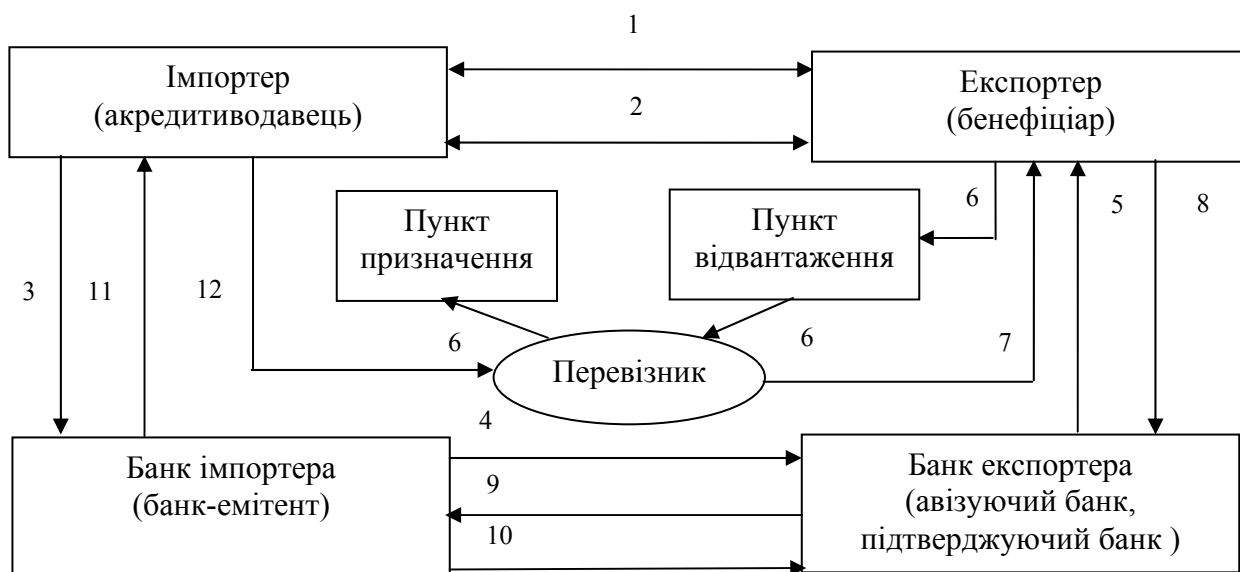 1
Імпортер
(акредитиводавець)
Експортер
(бенефіціар)
2
Пункт
призначення
Пункт
відвантаження
6
5
8
3
11
12
6
6
7
Перевізник
4
Банк імпортера
(банк-емітент)
9
10
Банк експортера
(авізуючий банк,
підтверджуючий банк )